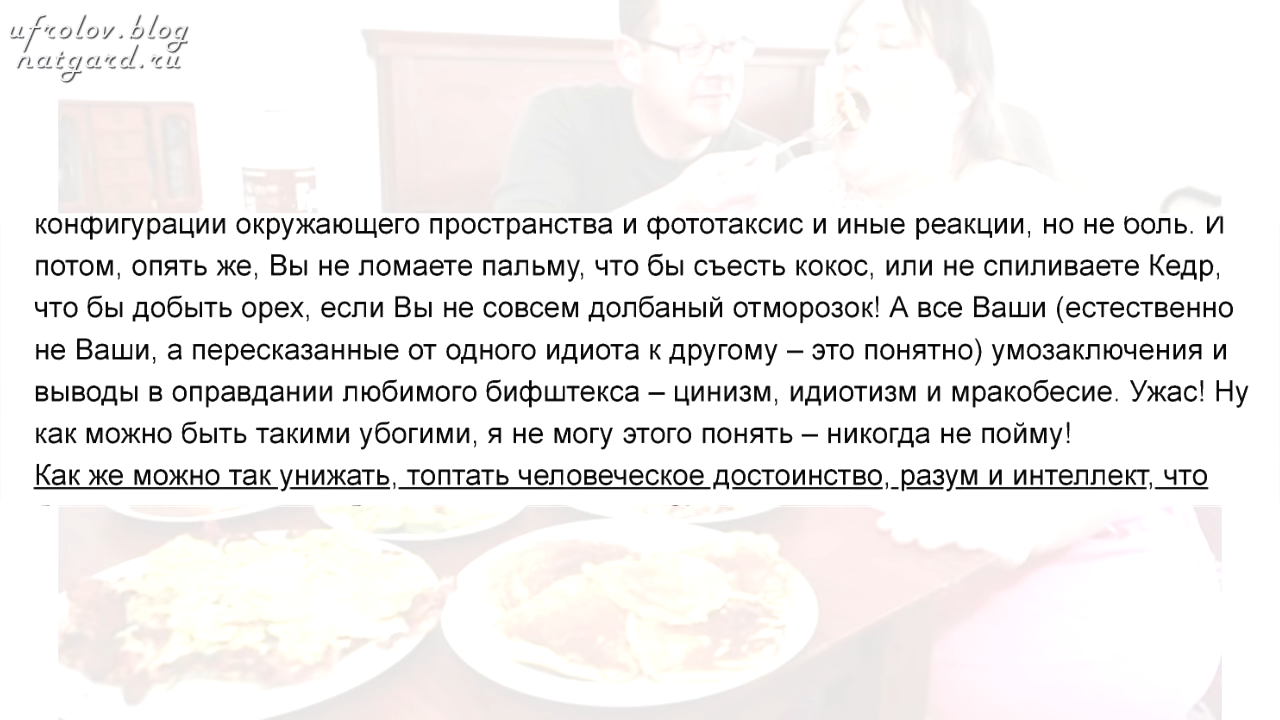 ufrolov.blog
natgard.ru
конфигурации окружающего пространства и фототаксис и иные реакции, но не боль. И
потом, опять же, Вы не ломаете пальму, что бы съесть кокос, или не спиливаете Кедр,
что бы добыть орех, если Вы не совсем долбаный отморозок! А все Ваши (естественно
не Ваши, а пересказанные от одного идиота к другому – это понятно) умозаключения и
выводы в оправдании любимого бифштекса – цинизм, идиотизм и мракобесие. Ужас! Ну
как можно быть такими убогими, я не могу этого понять – никогда не пойму!
Как же можно так унижать, топтать человеческое достоинство, разум и интеллект, что